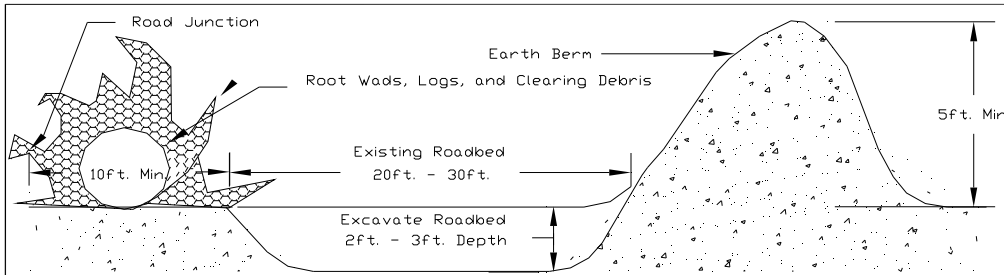 Road Junction
Earth Berm
Root Wads, Logs, and Clearing Debris
5ft. Min
Existing Roadbed
10ft. Min.
20ft. - 30ft.
Excavate Roadbed
2ft. - 3ft. Depth